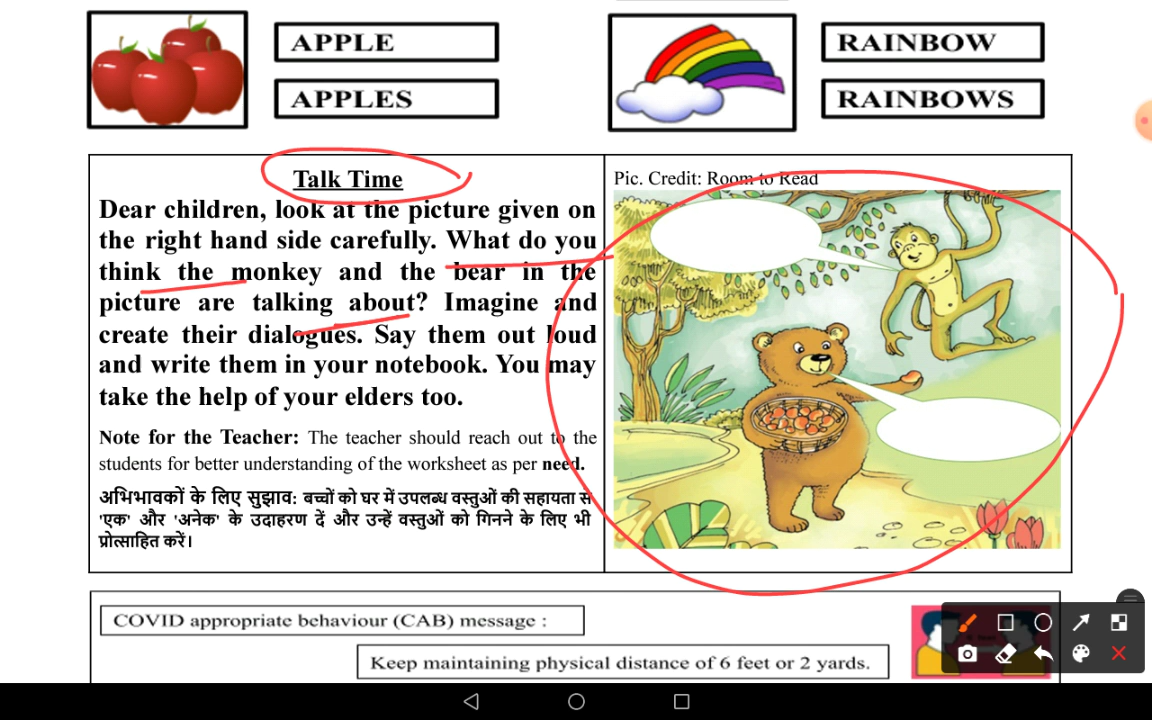 APPLE
APPLES
RAINBOW
RAINBOWS
Talk Time
Dear children, look at the picture given on
the right hand side carefully. What do you
think the monkey and the bear in the
picture are talking about? Imagine and
create their dialogues. Say them out loud
and write them in your notebook. You may
take the help of your elders too.
Note for the Teacher: The teacher should reach out to the
students for better understanding of the worksheet as per need.
अभिभावकों के लिए सुझाव: बच्चों को घर में उपलब्ध वस्तुओं की सहायता से
'एक' और 'अनेक' के उदाहरण दें और उन्हें वस्तुओं को गिनने के लिए भी
प्रोत्साहित करें।
Pic. Credit: Room to Read
COVID appropriate behaviour (CAB) message :
Keep maintaining physical distance of 6 feet or 2 yards.